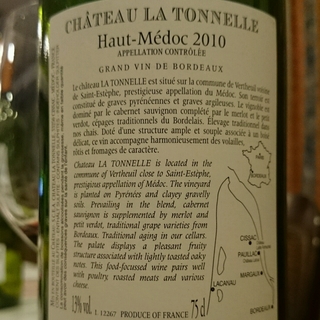 CHÂTEAU LA TONNELLE
Haut-Médoc 2010
APPELLATION CONTRÔLÉE
GRAND VIN DE BORDEAUX
Le château LA TONNELLE est situé sur la commune de Vertheuil voisine
de Saint-Estèphe, prestigieuse appellation du Médoc. Son terroir est
constitué de graves pyrénéennes et graves argileuses. Le vignoble est
dominé par le cabernet sauvignon complété par le merlot et le petit
verdot, cépages traditionnels du Bordelais. Elevage traditionnel dans
nos chais. Doté d'une structure ample et souple associée à un boisé
délicat, ce vin accompagne harmonieusement des volailles,
rôtis et fromages de caractère.
Chateau LA TONNELLE is located in the
commune of Vertheuil close to Saint-Estèphe,
prestigious appellation of Médoc. The vineyard
is planted on Pyrénées and clayey gravelly
soils. Prevailing in the blend, cabernet
sauvignon is supplemented by merlot and
petit verdot, traditional grape varieties from
Bordeaux. Traditional aging in our cellars.
The palate displays a pleasant fruity
structure associated with lightly toasted oaky
notes. This food-focussed wine pairs well
with poultry, roasted meats and various
cheese.
13% vol. L 12267 PRODUCE OF FRANCE 75 cl
CISSAC
PAUILLAC
MARGAUX
LACANAU
BORDEAUX